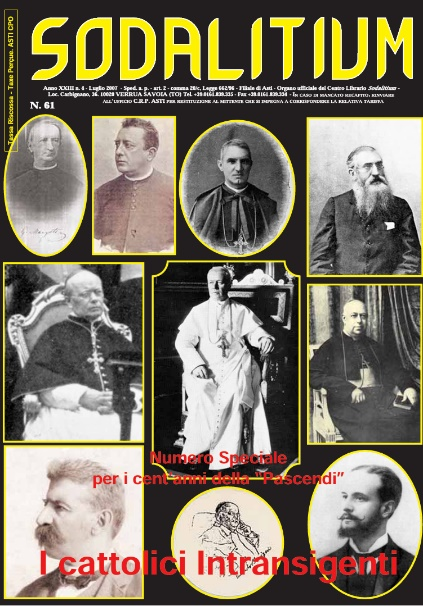 Tassa Riscossa - Taxe Perçue. ASTI CPO
SODALITIUM
Anno XXIII n. 4 - Luglio 2007 - Sped. a. p. - art. 2 - comma 20/c, Legge 662/96 - Filiale di Asti - Organo ufficiale del Centro Librario Sodalitium -
Loc. Carbignano, 36. 10020 VERRUA SAVOIA (TO) Tel. +39.0161.839.335 - Fax +39.0161.839.334 - IN CASO DI MANCATO RECAPITO: RINVIARE
ALL'UFFICIO C.R.P. ASTI PER RESTITUZIONE AL MITTENTE CHE SI IMPEGNA A CORRISPONDERE LA RELATIVA TARIFFA
N. 61
Numero Speciale
per i cent'anni della "Pascendi"
I cattolici Intransigenti